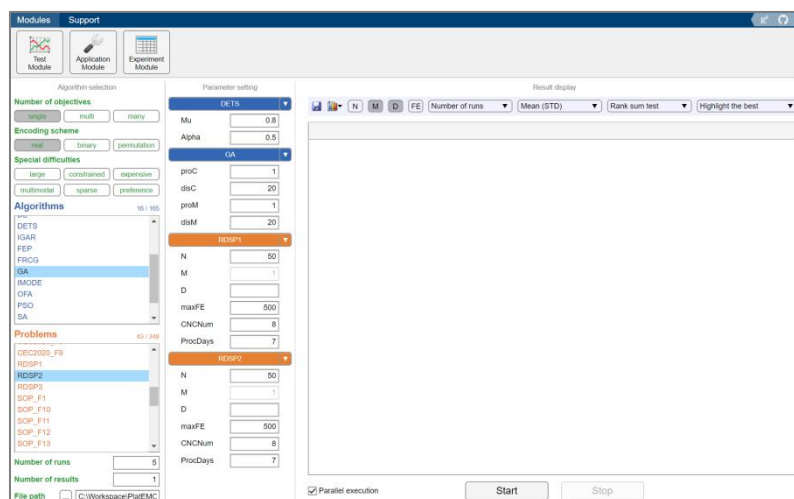 Modules Support
Test Module
Application Module
Experiment Module
Algorithm selection
Number of objectives
single multi many
Encoding scheme
real binary permutation
Special difficulties
large constrained expensive
multimodal sparse preference
Algorithms 16 / 165
DETS
IGAR
FEP
FRCG
GA
IMODE
OFA
PSO
SA
Problems 43 / 348
CEC2020_F9
RDSP1
RDSP2
RDSP3
SOP_F1
SOP_F10
SOP_F11
SOP_F12
SOP_F13
Number of runs 5
Number of results 1
File path ... C:\Workspace\PlatEMC
Parameter setting
DETS
Mu 0.8
Alpha 0.5
GA
proC 1
disC 20
proM 1
disM 20
RDSP1
N 50
M 1
D
maxFE 500
CNCNum 8
ProcDays 7
RDSP2
N 50
M 1
D
maxFE 500
CNCNum 8
ProcDays 7
Result display
N M D FE Number of runs Mean (STD) Rank sum test Highlight the best
Parallel execution Start Stop